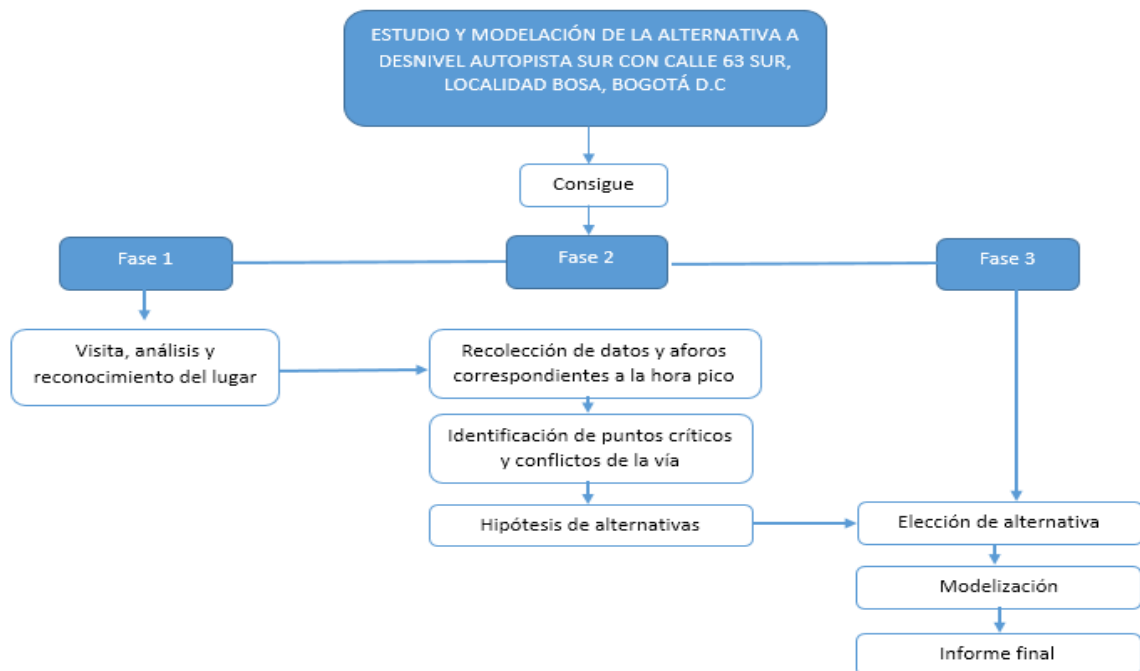 ESTUDIO Y MODELACIÓN DE LA ALTERNATIVA A
DESNIVEL AUTOPISTA SUR CON CALLE 63 SUR,
LOCALIDAD BOSA, BOGOTÁ D.C
Consigue
Fase 1
Fase 2
Fase 3
Visita, análisis y
reconocimiento del lugar
Recolección de datos y aforos
correspondientes a la hora pico
Identificación de puntos críticos
y conflictos de la vía
Hipótesis de alternativas
Elección de alternativa
Modelización
Informe final